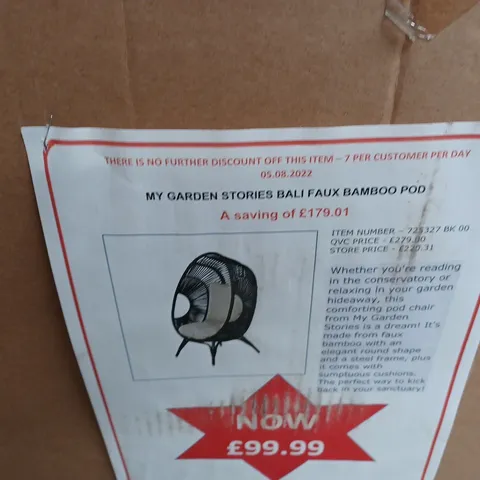 THERE IS NO FURTHER DISCOUNT OFF THIS ITEM – 7 PER CUSTOMER PER DAY
05.08.2022
MY GARDEN STORIES BALI FAUX BAMBOO POD
A saving of £179.01
ITEM NUMBER – 725327 BK 00
QVC PRICE – £279.00
STORE PRICE – £220.31
Whether you're reading
in the conservatory or
relaxing in your garden
hideaway, this
comforting pod chair
from My Garden
Stories is a dream! It's
made from faux
bamboo with an
elegant round shape
and a steel frame, plus
it comes with
sumptuous cushions.
The perfect way to kick
back in your sanctuary!
NOW
£99.99